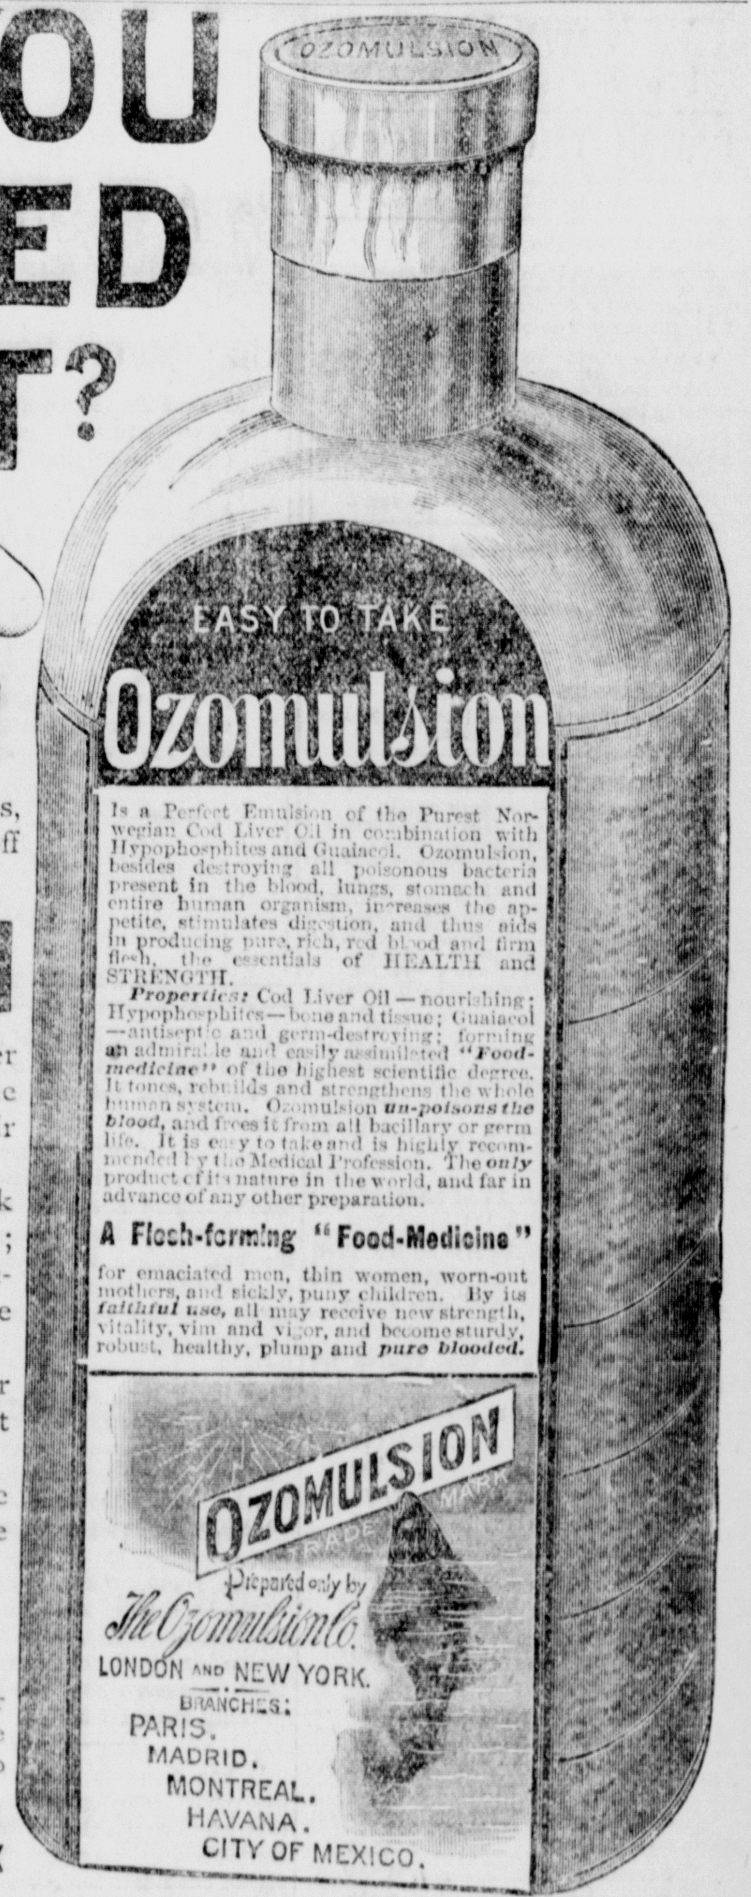 OU
ED
T?
OZOMULSION
EASY TO TAKE
Ozomulsion
Is a Perfect Emulsion of the Purest Nor-
wegian Cod Liver Oil in combination with
Hypophosphites and Guaiacol. Ozomulsion,
besides destroying all poisonous bacteria
present in the blood, lungs, stomach and
entire human organism, increases the ap-
petite, stimulates digestion, and thus aids
in producing pure, rich, red blood and firm
flesh, the essentials of HEALTH and
STRENGTH.
Properties: Cod Liver Oil — nourishing;
Hypophosphites — bone and tissue; Guaiacol
— antiseptic and germ-destroying; forming
an admirable and easily assimilated "Food-
medicine" of the highest scientific degree.
It tones, rebuilds and strengthens the whole
human system. Ozomulsion un-poisons the
blood, and frees it from all bacillary or germ
life. It is easy to take and is highly recom-
mended by the Medical Profession. The only
product of its nature in the world, and far in
advance of any other preparation.
A Flesh-forming "Food-Medicine"
for emaciated men, thin women, worn-out
mothers, and sickly, puny children. By its
faithful use, all may receive new strength,
vitality, vim and vigor, and become sturdy,
robust, healthy, plump and pure blooded.
OZOMULSION
TRADE MARK
Prepared only by
The Ozomulsion Co.
LONDON AND NEW YORK.
BRANCHES:
PARIS.
MADRID.
MONTREAL.
HAVANA.
CITY OF MEXICO.
s,
ff
er
c
r
k
;
-
e
r
t
e
e